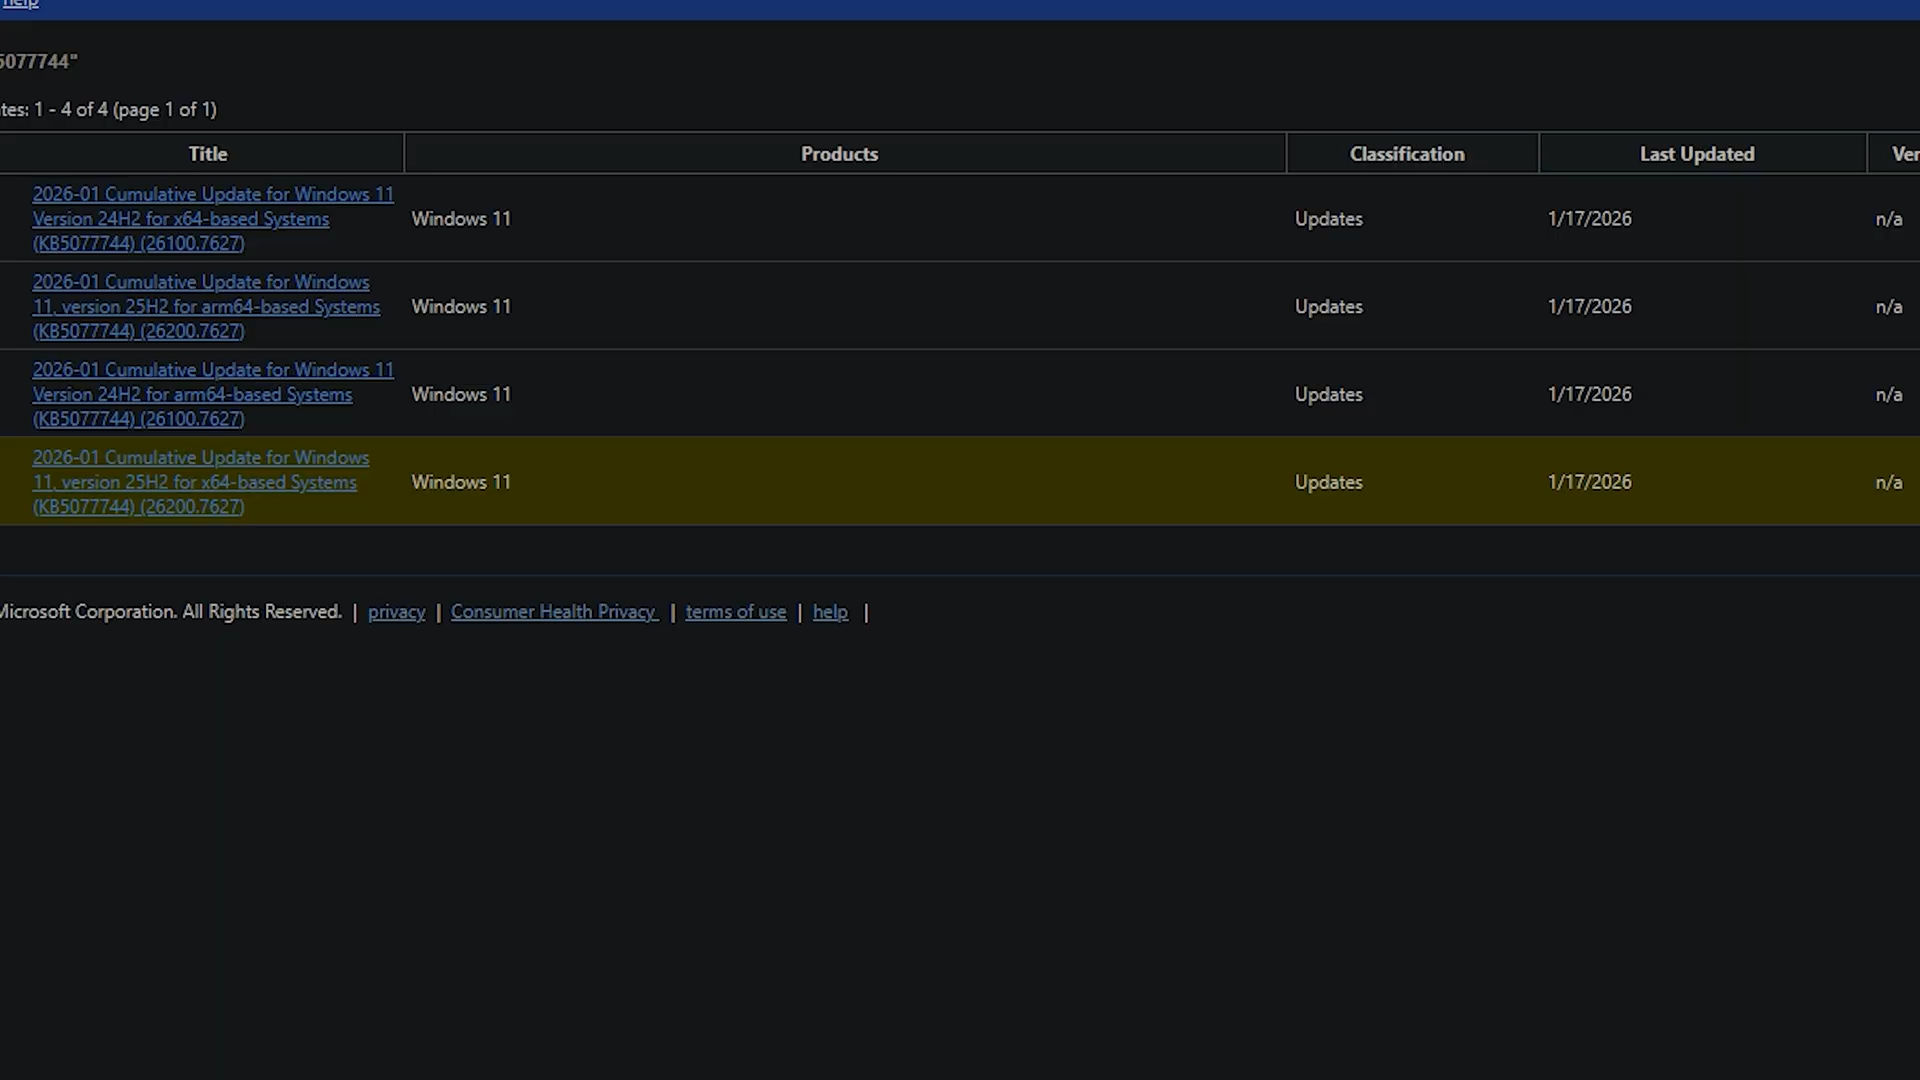 help
5077744"
tes: 1 - 4 of 4 (page 1 of 1)
Title Products Classification Last Updated Ver
2026-01 Cumulative Update for Windows 11
Version 24H2 for x64-based Systems
(KB5077744) (26100.7627)
Windows 11 Updates 1/17/2026 n/a
2026-01 Cumulative Update for Windows
11, version 25H2 for arm64-based Systems
(KB5077744) (26200.7627)
Windows 11 Updates 1/17/2026 n/a
2026-01 Cumulative Update for Windows 11
Version 24H2 for arm64-based Systems
(KB5077744) (26100.7627)
Windows 11 Updates 1/17/2026 n/a
2026-01 Cumulative Update for Windows
11, version 25H2 for x64-based Systems
(KB5077744) (26200.7627)
Windows 11 Updates 1/17/2026 n/a
Microsoft Corporation. All Rights Reserved. | privacy | Consumer Health Privacy | terms of use | help |